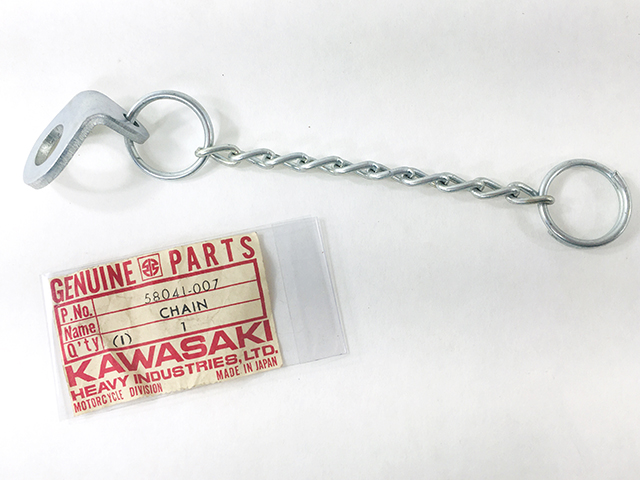 GENUINE PARTS
P.No. 58041-007
Name CHAIN
Q'ty (1) 1
KAWASAKI
HEAVY INDUSTRIES, LTD.
MOTORCYCLE DIVISION MADE IN JAPAN